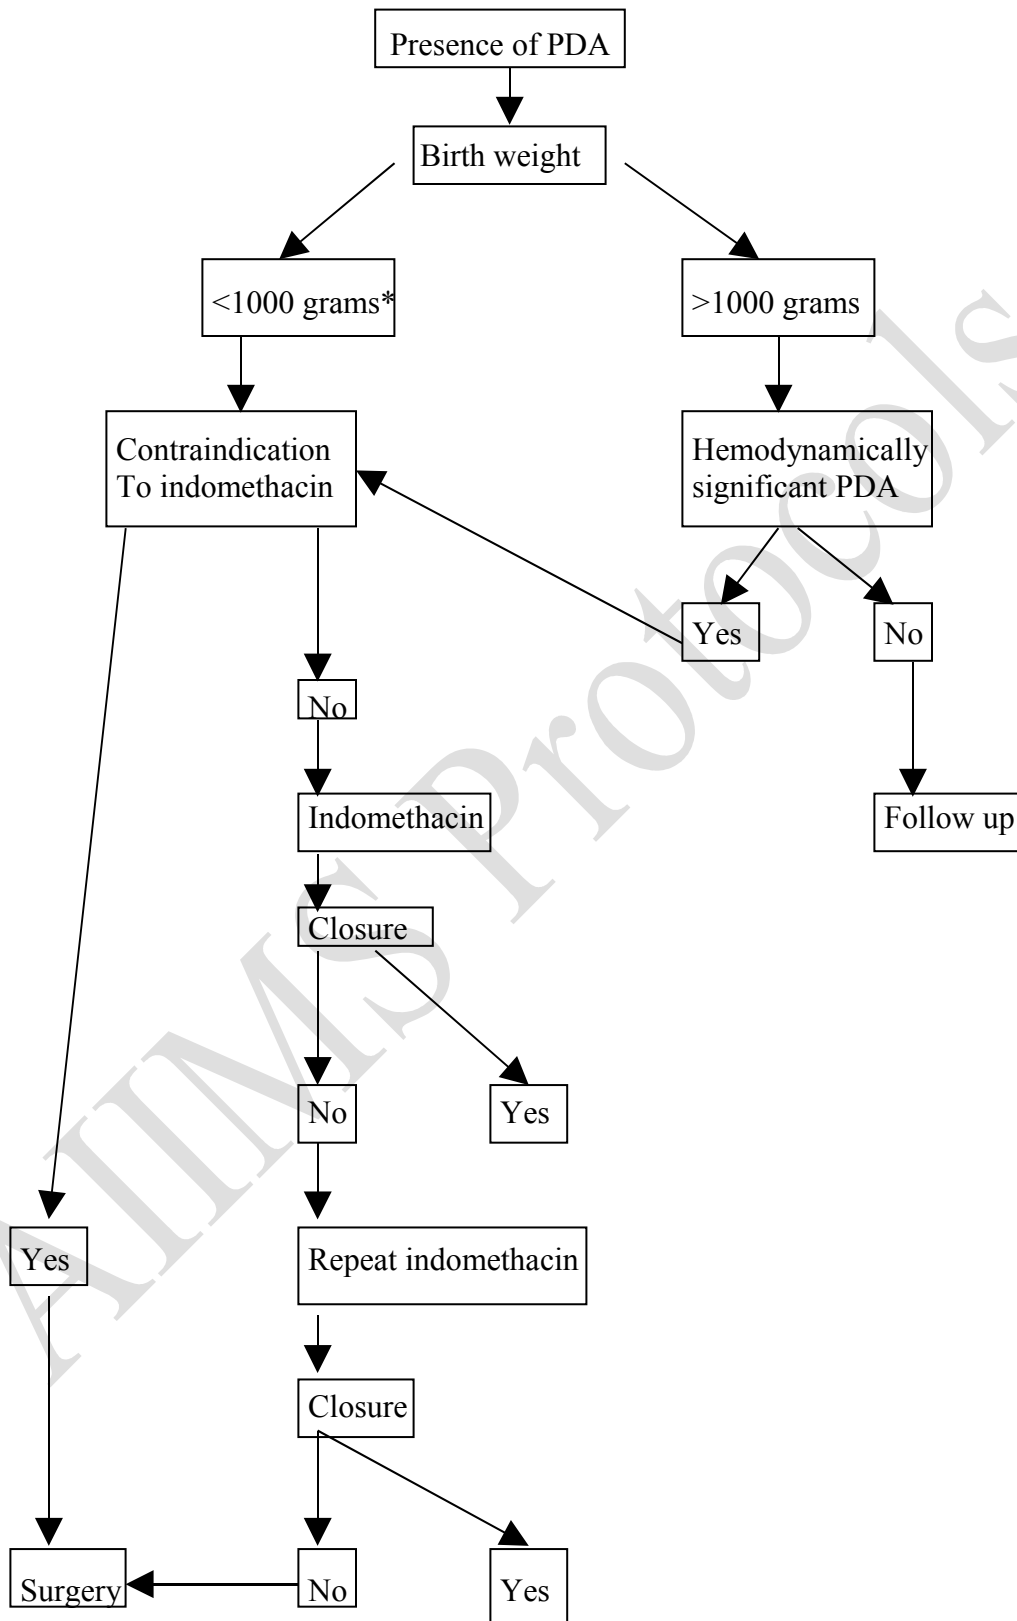 Presence of PDA
Birth weight
<1000 grams*
>1000 grams
Contraindication
To indomethacin
Hemodynamically
significant PDA
Yes
No
No
Indomethacin
Follow up
Closure
No
Yes
Yes
Repeat indomethacin
Closure
Surgery
No
Yes
AIIMS Protocols